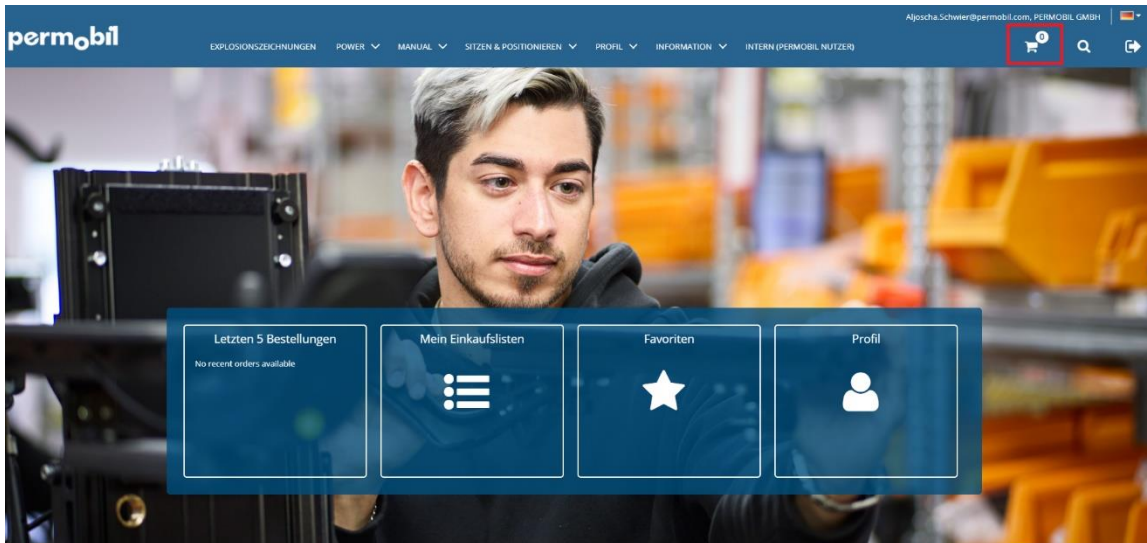 Aljoscha.Schwier@permobil.com, PERMOBIL GMBH
permobil
EXPLOSIONSZEICHNUNGEN POWER MANUAL SITZEN & POSITIONIEREN PROFIL INFORMATION INTERN (PERMOBIL NUTZER)
0
Letzten 5 Bestellungen
No recent orders available
Mein Einkaufslisten
Favoriten
Profil